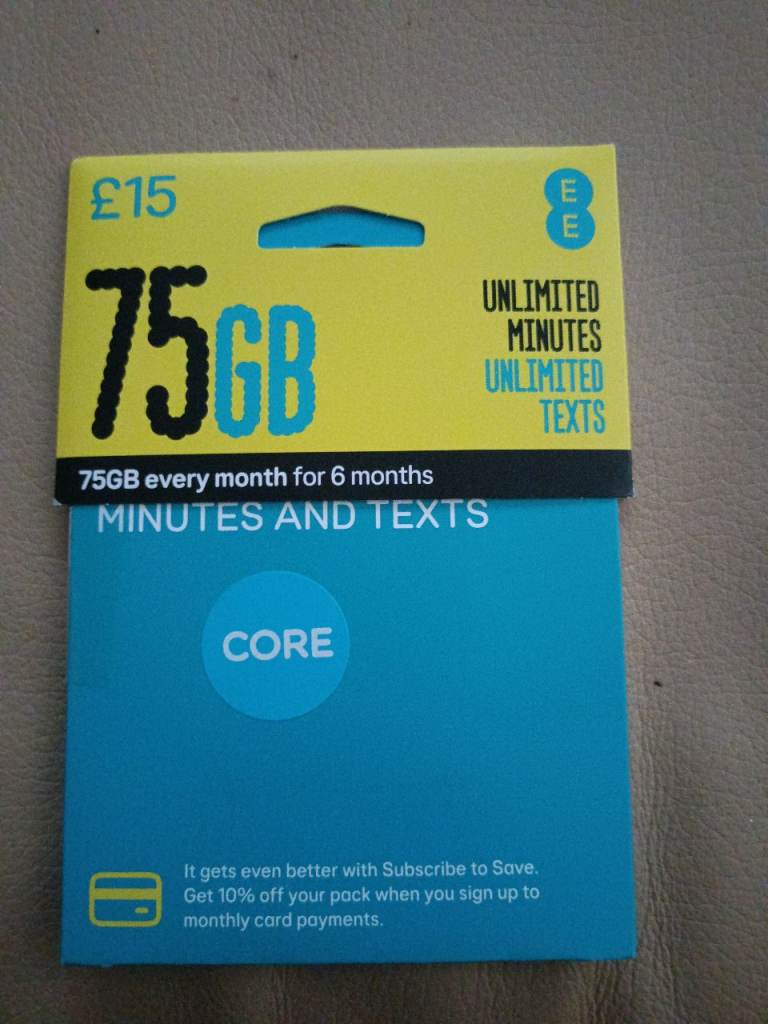 £15
E
E
75GB
UNLIMITED
MINUTES
UNLIMITED
TEXTS
75GB every month for 6 months
MINUTES AND TEXTS
CORE
It gets even better with Subscribe to Save.
Get 10% off your pack when you sign up to
monthly card payments.